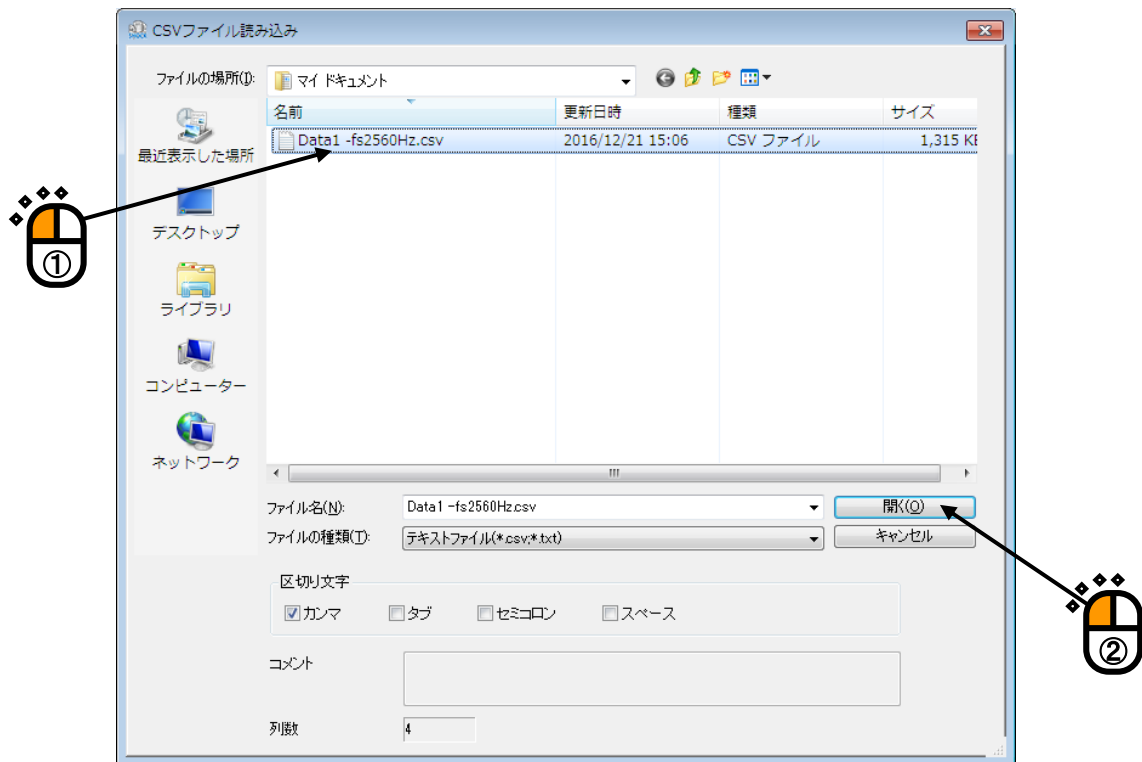 CSVファイル読み込み
ファイルの場所(I): マイ ドキュメント
名前 更新日時 種類 サイズ
Data1 -fs2560Hz.csv 2016/12/21 15:06 CSV ファイル 1,315 KB
最近表示した場所
デスクトップ
ライブラリ
コンピューター
ネットワーク
①
ファイル名(N): Data1 -fs2560Hz.csv 開く(O)
ファイルの種類(T): テキストファイル(*.csv;*.txt) キャンセル
②
区切り文字
カンマ タブ セミコロン スペース
コメント
列数 4